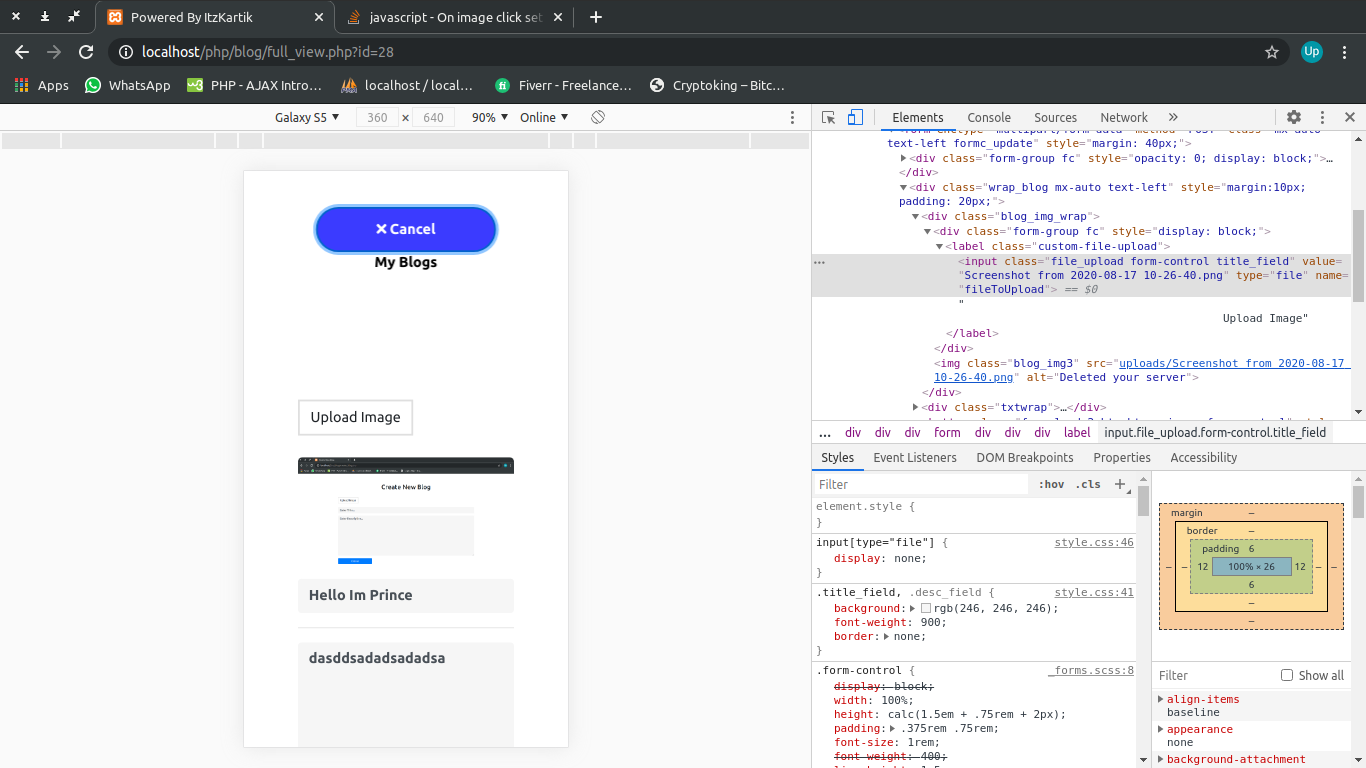 Powered By ItzKartik
javascript - On image click set
localhost/php/blog/full_view.php?id=28
Up
Apps
WhatsApp
PHP - AJAX Intro…
localhost / local…
Fiverr - Freelance…
Cryptoking – Bitc…
Galaxy S5 ▼ 360 × 640 90% ▼ Online ▼
Cancel
My Blogs
Upload Image
Create New Blog
Hello Im Prince
dasddsadadsadadsa
Elements Console Sources Network »
text-left formc_update" style="margin: 40px;">
<div class="form-group fc" style="opacity: 0; display: block;">…
</div>
<div class="wrap_blog mx-auto text-left" style="margin:10px;
padding: 20px;">
<div class="blog_img_wrap">
<div class="form-group fc" style="display: block;">
<label class="custom-file-upload">
… <input class="file_upload form-control title_field" value=
"Screenshot from 2020-08-17 10-26-40.png" type="file" name=
"fileToUpload"> == $0
"
Upload Image"
</label>
</div>
<img class="blog_img3" src="uploads/Screenshot from 2020-08-17
10-26-40.png" alt="Deleted your server">
</div>
<div class="txtwrap">…</div>
… div div div form div div div label input.file_upload.form-control.title_field
Styles Event Listeners DOM Breakpoints Properties Accessibility
Filter :hov .cls +
element.style {
}
input[type="file"] { style.css:46
display: none;
}
.title_field, .desc_field { style.css:41
background: rgb(246, 246, 246);
font-weight: 900;
border: none;
}
.form-control { _forms.scss:8
display: block;
width: 100%;
height: calc(1.5em + .75rem + 2px);
padding: .375rem .75rem;
font-size: 1rem;
font-weight: 400;
margin –
border –
padding 6
– – 12 100% × 26 12 – –
6
–
–
Filter Show all
align-items
baseline
appearance
none
background-attachment